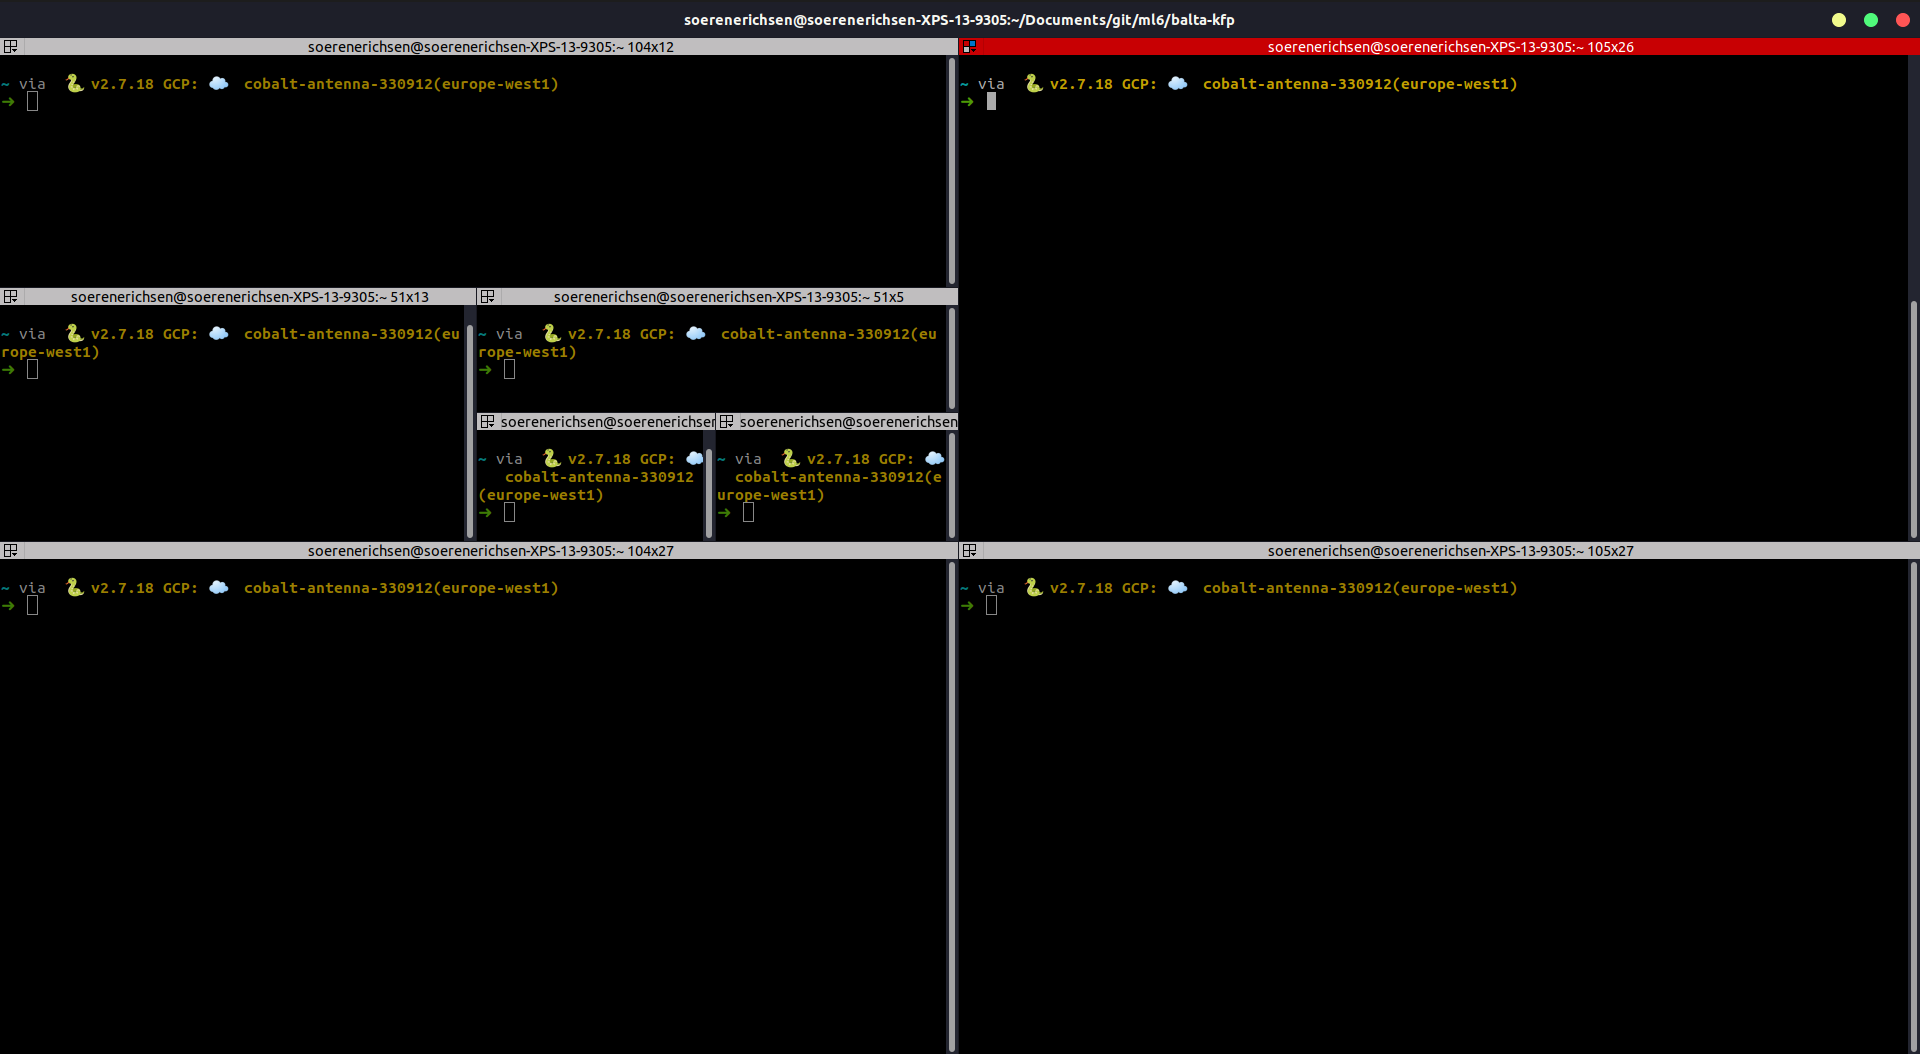 soerenerichsen@soerenerichsen-XPS-13-9305:~/Documents/git/ml6/balta-kfp
soerenerichsen@soerenerichsen-XPS-13-9305:~ 104x12
~ via 🐍 v2.7.18 GCP: ☁️ cobalt-antenna-330912(europe-west1)
➜
soerenerichsen@soerenerichsen-XPS-13-9305:~ 105x26
~ via 🐍 v2.7.18 GCP: ☁️ cobalt-antenna-330912(europe-west1)
➜
soerenerichsen@soerenerichsen-XPS-13-9305:~ 51x13
~ via 🐍 v2.7.18 GCP: ☁️ cobalt-antenna-330912(eu
rope-west1)
➜
soerenerichsen@soerenerichsen-XPS-13-9305:~ 51x5
~ via 🐍 v2.7.18 GCP: ☁️ cobalt-antenna-330912(eu
rope-west1)
➜
soerenerichsen@soerenerichsen
~ via 🐍 v2.7.18 GCP: ☁️
cobalt-antenna-330912
(europe-west1)
➜
soerenerichsen@soerenerichsen
~ via 🐍 v2.7.18 GCP: ☁️
cobalt-antenna-330912(e
urope-west1)
➜
soerenerichsen@soerenerichsen-XPS-13-9305:~ 104x27
~ via 🐍 v2.7.18 GCP: ☁️ cobalt-antenna-330912(europe-west1)
➜
soerenerichsen@soerenerichsen-XPS-13-9305:~ 105x27
~ via 🐍 v2.7.18 GCP: ☁️ cobalt-antenna-330912(europe-west1)
➜